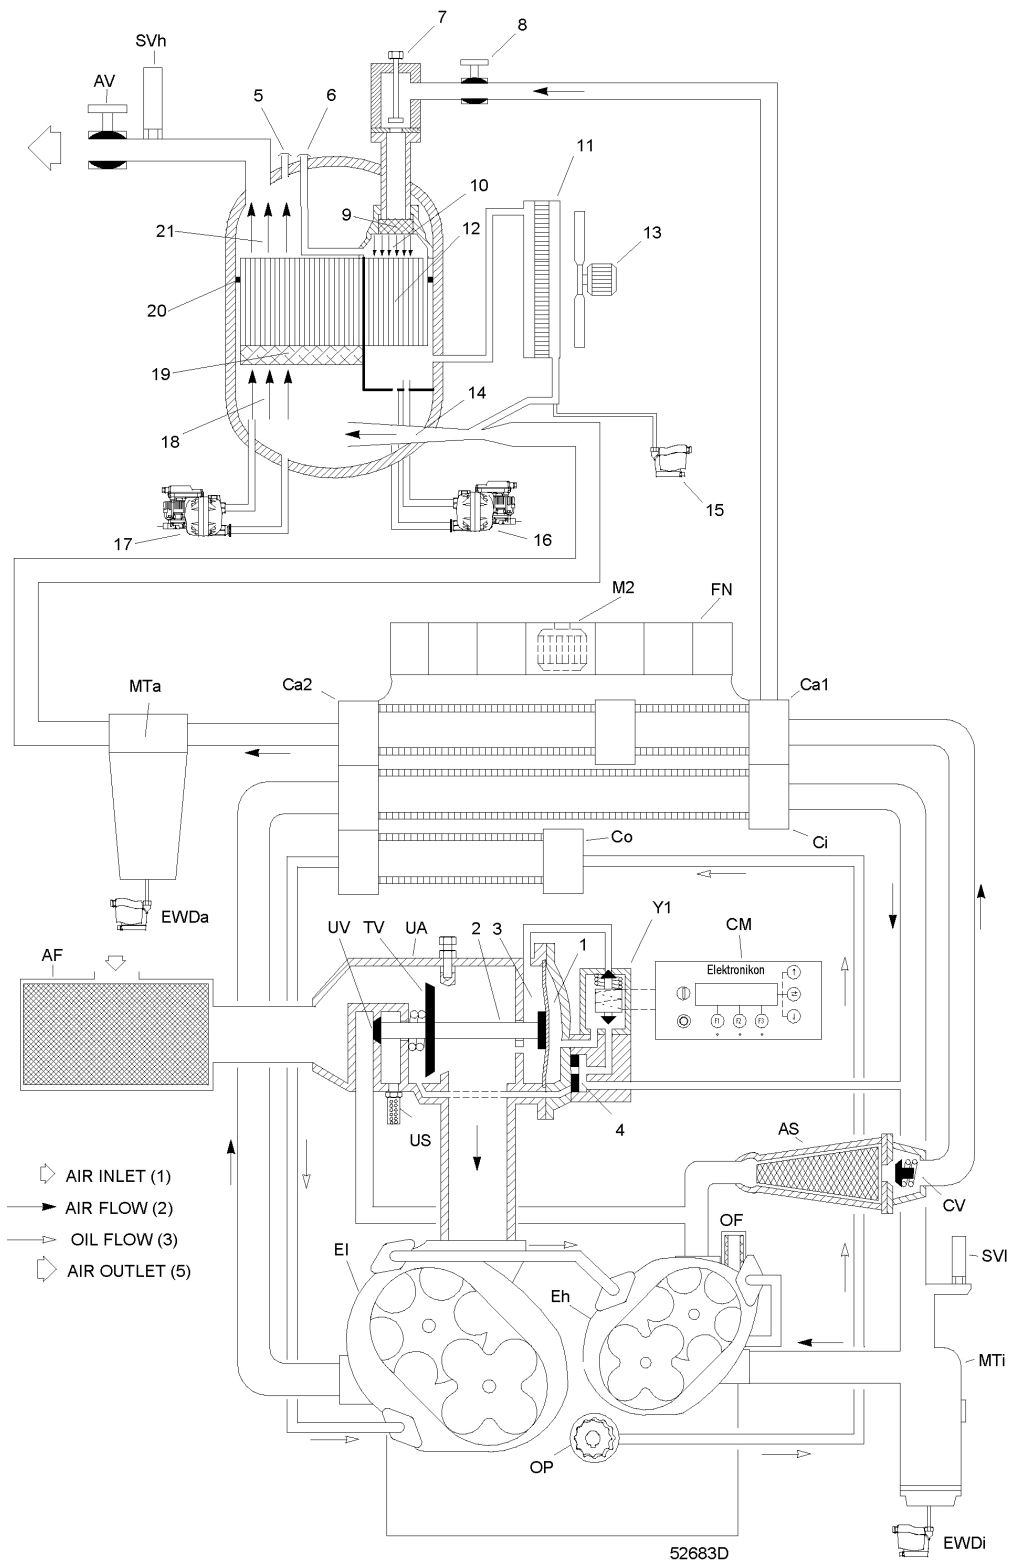 7
8
SVh
AV
5
6
11
9
10
12
21
13
20
19
14
18
15
17
16
M2
FN
MTa
Ca2
Ca1
Co
Ci
EWDa
UV
TV
UA
2
3
1
Y1
CM
AF
Elektronikon
F1
F2
F3
US
4
AS
CV
AIR INLET (1)
AIR FLOW (2)
OIL FLOW (3)
AIR OUTLET (5)
El
OF
SVl
Eh
MTi
OP
EWDi
52683D